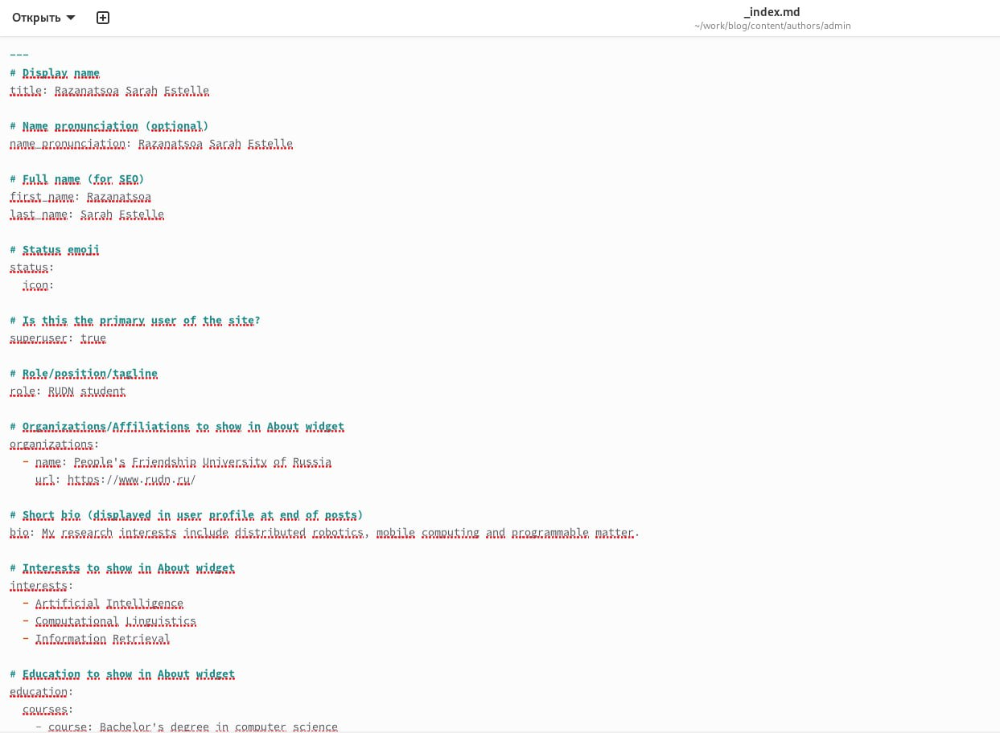 Открыть
_index.md
~/work/blog/content/authors/admin
---
# Display name
title: Razanatsoa Sarah Estelle
# Name pronunciation (optional)
name_pronunciation: Razanatsoa Sarah Estelle
# Full name (for SEO)
first_name: Razanatsoa
last_name: Sarah Estelle
# Status emoji
status:
  icon:
# Is this the primary user of the site?
superuser: true
# Role/position/tagline
role: RUDN student
# Organizations/Affiliations to show in About widget
organizations:
  - name: People's Friendship University of Russia
    url: https://www.rudn.ru/
# Short bio (displayed in user profile at end of posts)
bio: My research interests include distributed robotics, mobile computing and programmable matter.
# Interests to show in About widget
interests:
  - Artificial Intelligence
  - Computational Linguistics
  - Information Retrieval
# Education to show in About widget
education:
  courses:
    - course: Bachelor's degree in computer science